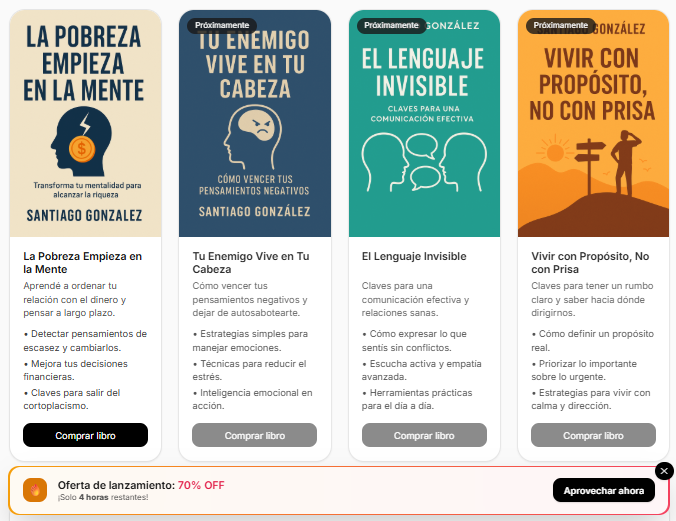 LA POBREZA
EMPIEZA
EN LA MENTE
$
Transforma tu mentalidad para
alcanzar la riqueza
SANTIAGO GONZALEZ
La Pobreza Empieza en
la Mente
Aprendé a ordenar tu
relación con el dinero y
pensar a largo plazo.
• Detectar pensamientos de
escasez y cambiarlos.
• Mejora tus decisiones
financieras.
• Claves para salir del
cortoplacismo.
Comprar libro
Próximamente
TU ENEMIGO
VIVE EN TU
CABEZA
CÓMO VENCER TUS
PENSAMIENTOS NEGATIVOS
SANTIAGO GONZÁLEZ
Tu Enemigo Vive en Tu
Cabeza
Cómo vencer tus
pensamientos negativos y
dejar de autosabotearte.
• Estrategias simples para
manejar emociones.
• Técnicas para reducir el
estrés.
• Inteligencia emocional en
acción.
Comprar libro
Próximamente
GONZÁLEZ
EL LENGUAJE
INVISIBLE
CLAVES PARA UNA
COMUNICACIÓN EFECTIVA
El Lenguaje Invisible
Claves para una
comunicación efectiva y
relaciones sanas.
• Cómo expresar lo que
sentís sin conflictos.
• Escucha activa y empatía
avanzada.
• Herramientas prácticas
para el día a día.
Comprar libro
Próximamente
SANTIAGO GONZÁLEZ
VIVIR CON
PROPÓSITO,
NO CON PRISA
Vivir con Propósito, No
con Prisa
Claves para tener un rumbo
claro y saber hacia dónde
dirigirnos.
• Cómo definir un propósito
real.
• Priorizar lo importante
sobre lo urgente.
• Estrategias para vivir con
calma y dirección.
Comprar libro
Oferta de lanzamiento: 70% OFF
¡Solo 4 horas restantes!
Aprovechar ahora